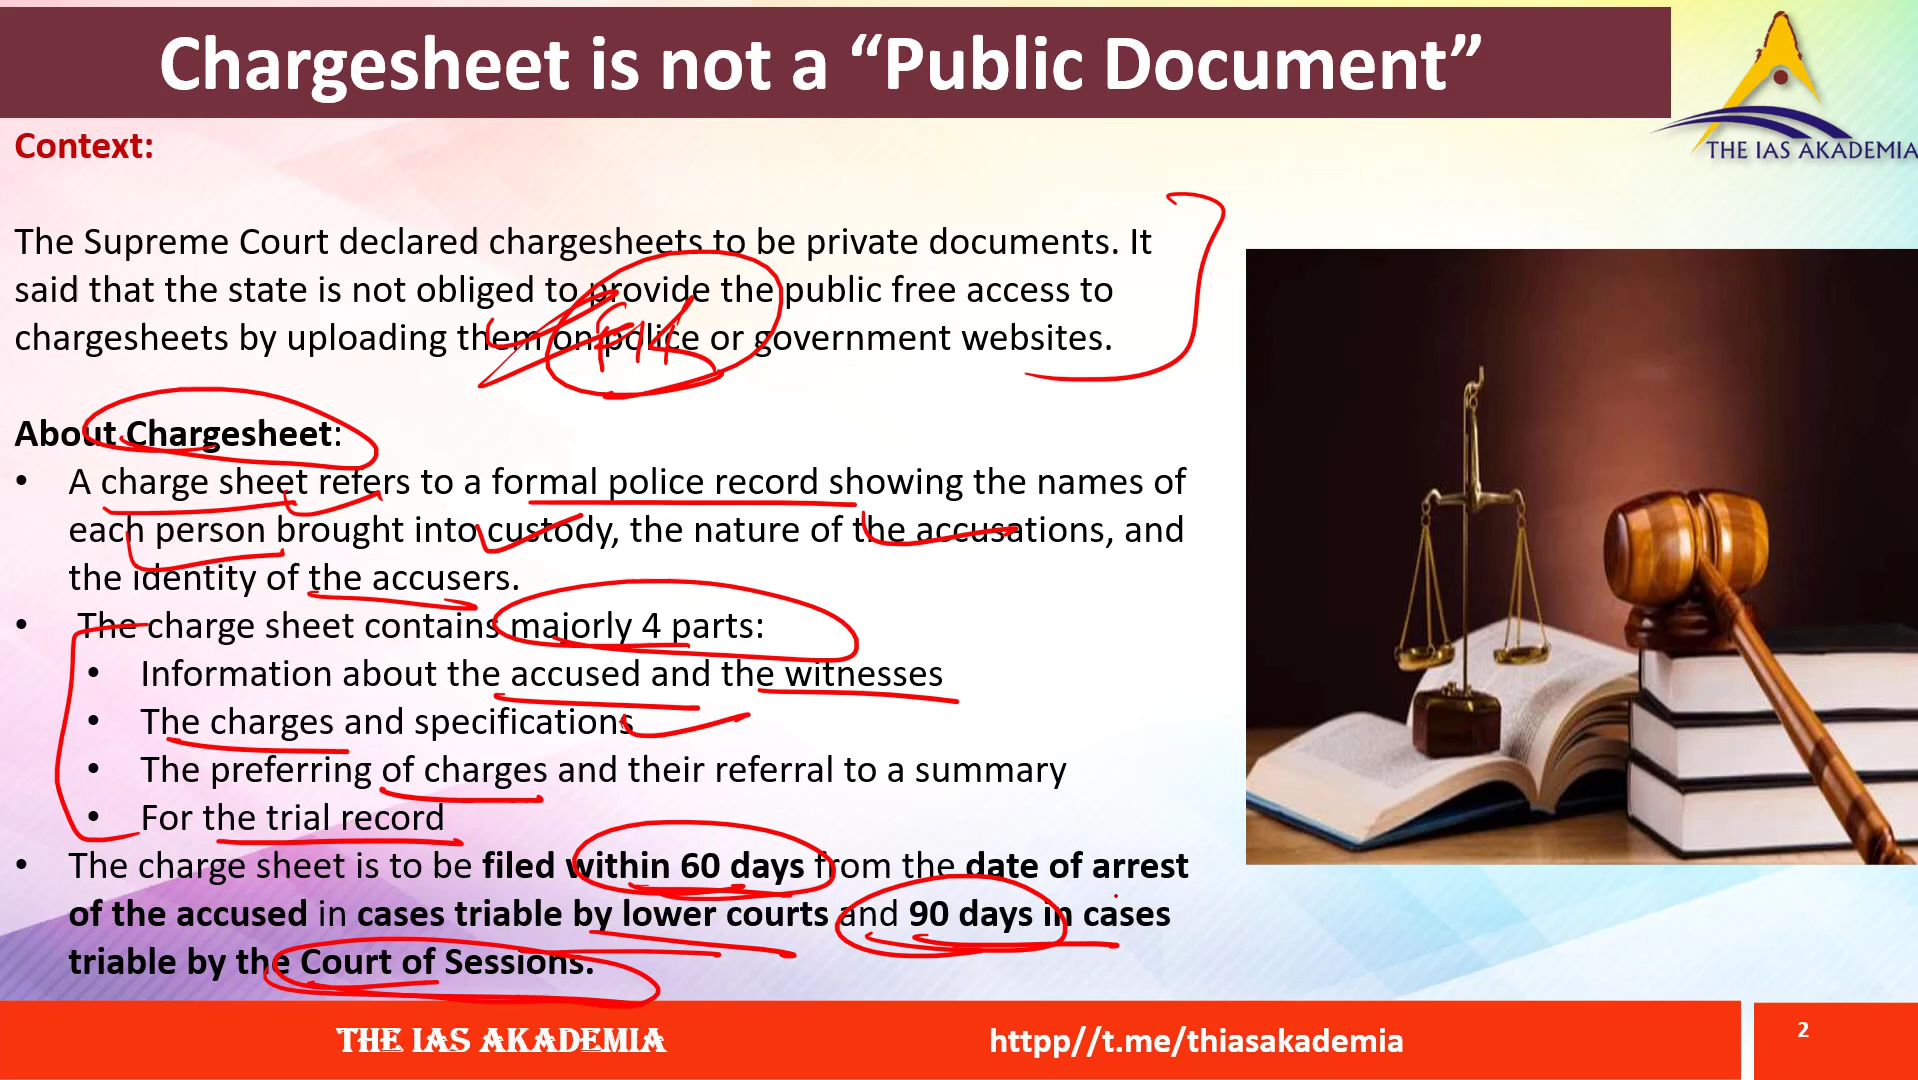 Chargesheet is not a “Public Document”
THE IAS AKADEMIA
Context:
The Supreme Court declared chargesheets to be private documents. It
said that the state is not obliged to provide the public free access to
chargesheets by uploading them on police or government websites.
About Chargesheet:
• A charge sheet refers to a formal police record showing the names of
each person brought into custody, the nature of the accusations, and
the identity of the accusers.
• The charge sheet contains majorly 4 parts:
• Information about the accused and the witnesses
• The charges and specifications
• The preferring of charges and their referral to a summary
• For the trial record
• The charge sheet is to be filed within 60 days from the date of arrest
of the accused in cases triable by lower courts and 90 days in cases
triable by the Court of Sessions.
THE IAS AKADEMIA
httpp//t.me/thiasakademia
2